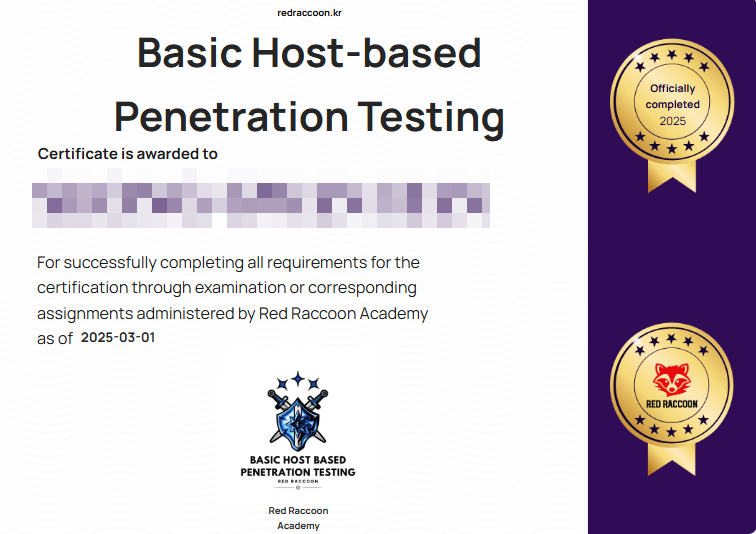 redraccoon.kr
Basic Host-based
Penetration Testing
Certificate is awarded to
For successfully completing all requirements for the
certification through examination or corresponding
assignments administered by Red Raccoon Academy
as of 2025-03-01
BASIC HOST BASED
PENETRATION TESTING
RED RACCOON
Red Raccoon
Academy
Officially
completed
2025
RED RACCOON